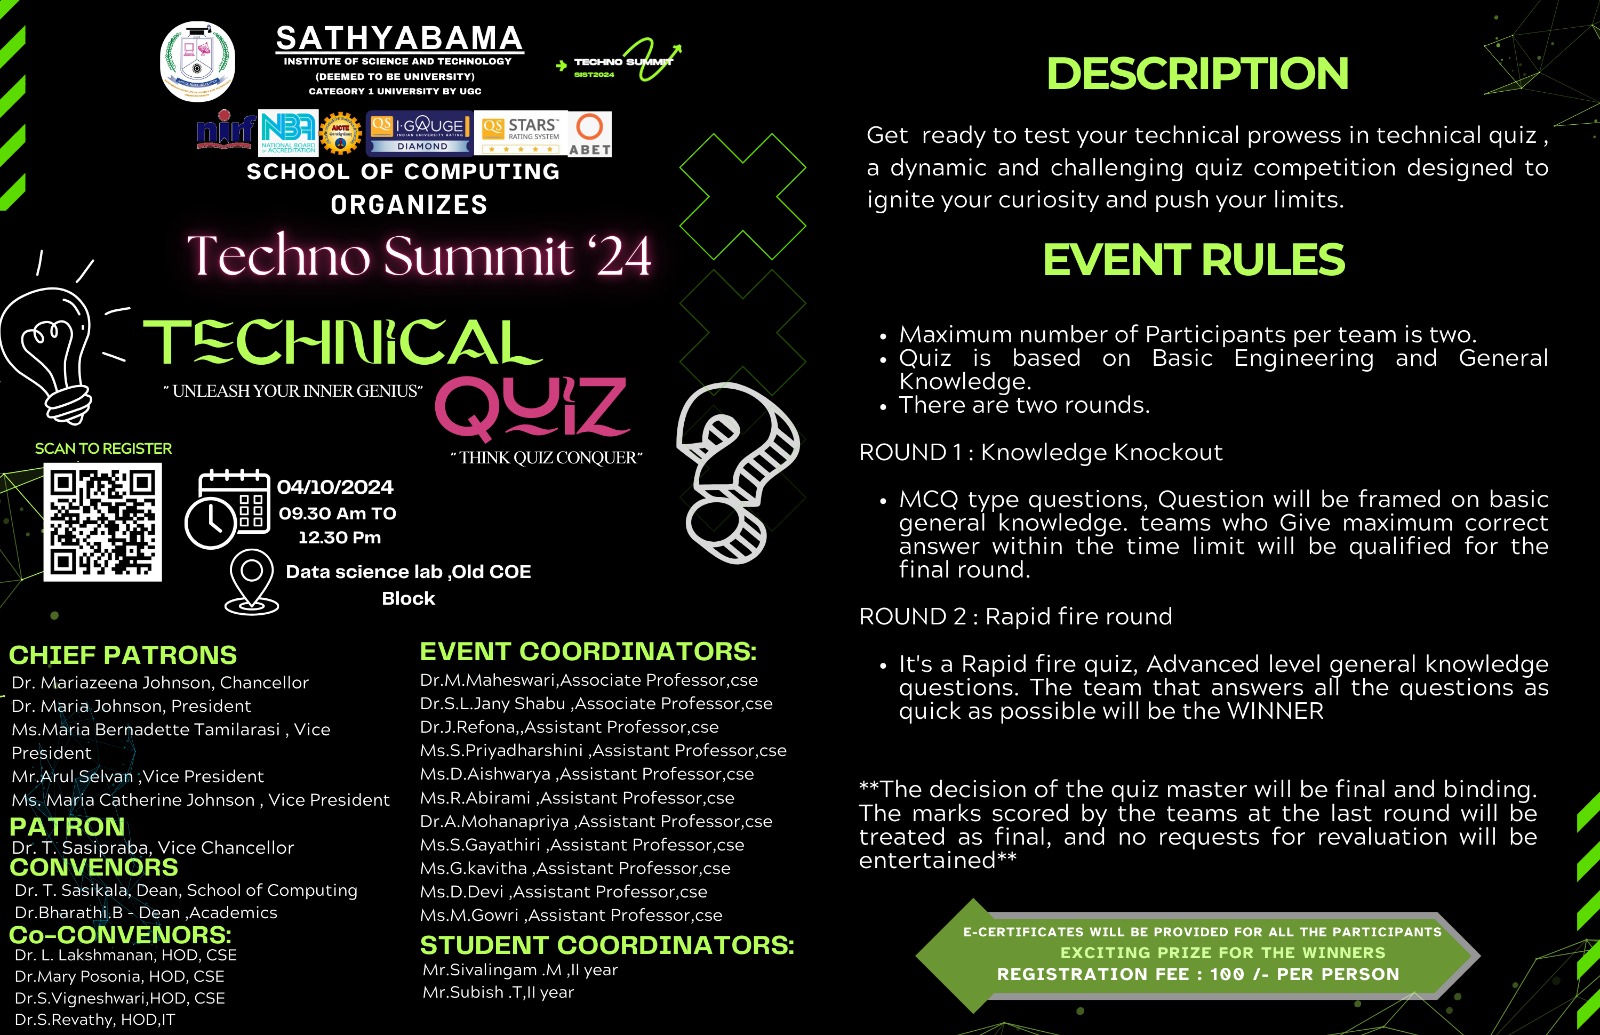 SATHYABAMA
INSTITUTE OF SCIENCE AND TECHNOLOGY
(DEEMED TO BE UNIVERSITY)
CATEGORY 1 UNIVERSITY BY UGC
TECHNO SUMMIT
SIST2024
nirf
NBA
NATIONAL BOARD
of ACCREDITATION
AICTE
QS I·GAUGE
INDIAN UNIVERSITY RATING
DIAMOND
QS STARS
RATING SYSTEM
ABET
SCHOOL OF COMPUTING
ORGANIZES
Techno Summit ‘24
TECHNICAL
" UNLEASH YOUR INNER GENIUS"
QUIZ
" THINK QUIZ CONQUER"
SCAN TO REGISTER
04/10/2024
09.30 Am TO
12.30 Pm
Data science lab ,Old COE
Block
CHIEF PATRONS
Dr. Mariazeena Johnson, Chancellor
Dr. Maria Johnson, President
Ms.Maria Bernadette Tamilarasi , Vice
President
Mr.Arul Selvan ,Vice President
Ms. Maria Catherine Johnson , Vice President
PATRON
Dr. T. Sasipraba, Vice Chancellor
CONVENORS
Dr. T. Sasikala, Dean, School of Computing
Dr.Bharathi.B - Dean ,Academics
Co-CONVENORS:
Dr. L. Lakshmanan, HOD, CSE
Dr.Mary Posonia, HOD, CSE
Dr.S.Vigneshwari,HOD, CSE
Dr.S.Revathy, HOD,IT
EVENT COORDINATORS:
Dr.M.Maheswari,Associate Professor,cse
Dr.S.L.Jany Shabu ,Associate Professor,cse
Dr.J.Refona,,Assistant Professor,cse
Ms.S.Priyadharshini ,Assistant Professor,cse
Ms.D.Aishwarya ,Assistant Professor,cse
Ms.R.Abirami ,Assistant Professor,cse
Dr.A.Mohanapriya ,Assistant Professor,cse
Ms.S.Gayathiri ,Assistant Professor,cse
Ms.G.kavitha ,Assistant Professor,cse
Ms.D.Devi ,Assistant Professor,cse
Ms.M.Gowri ,Assistant Professor,cse
STUDENT COORDINATORS:
Mr.Sivalingam .M ,II year
Mr.Subish .T,II year
DESCRIPTION
Get ready to test your technical prowess in technical quiz ,
a dynamic and challenging quiz competition designed to
ignite your curiosity and push your limits.
EVENT RULES
• Maximum number of Participants per team is two.
• Quiz is based on Basic Engineering and General
Knowledge.
• There are two rounds.
ROUND 1 : Knowledge Knockout
• MCQ type questions, Question will be framed on basic
general knowledge. teams who Give maximum correct
answer within the time limit will be qualified for the
final round.
ROUND 2 : Rapid fire round
• It's a Rapid fire quiz, Advanced level general knowledge
questions. The team that answers all the questions as
quick as possible will be the WINNER
**The decision of the quiz master will be final and binding.
The marks scored by the teams at the last round will be
treated as final, and no requests for revaluation will be
entertained**
E-CERTIFICATES WILL BE PROVIDED FOR ALL THE PARTICIPANTS
EXCITING PRIZE FOR THE WINNERS
REGISTRATION FEE : 100 /- PER PERSON